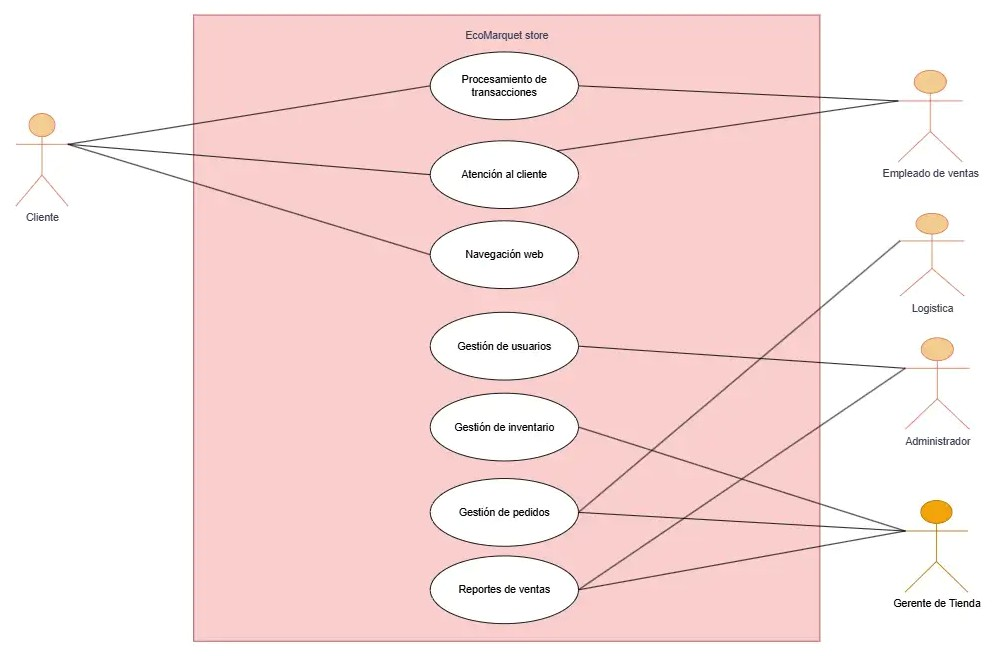 EcoMarquet store
Procesamiento de
transacciones
Atención al cliente
Navegación web
Gestión de usuarios
Gestión de inventario
Gestión de pedidos
Reportes de ventas
Cliente
Empleado de ventas
Logistica
Administrador
Gerente de Tienda